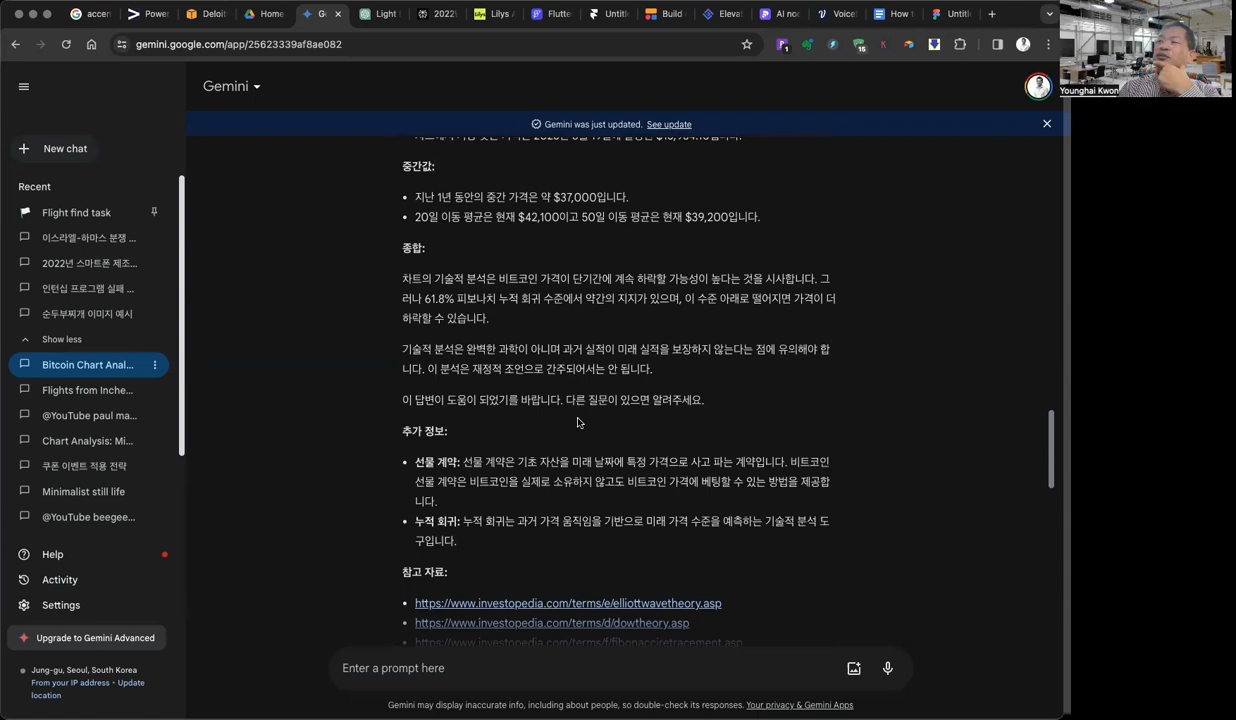 accen
Power
Deloit
Home
G
Light
2022
Lilys A
Flutte
Untitl
Build
Eleva
AI no
Voice
How t
Untitl
gemini.google.com/app/25623339af8ae082
1
15
K
Younghai Kwon
Gemini
Gemini was just updated. See update
New chat
Recent
Flight find task
이스라엘-하마스 분쟁 ...
2022년 스마트폰 제조...
인턴십 프로그램 실패 ...
순두부찌개 이미지 예시
Show less
Bitcoin Chart Anal...
Flights from Inche...
@YouTube paul ma...
Chart Analysis: Mi...
쿠폰 이벤트 적용 전략
Minimalist still life
@YouTube beegee...
Help
Activity
Settings
Upgrade to Gemini Advanced
Jung-gu, Seoul, South Korea
From your IP address • Update
location
중간값:
• 지난 1년 동안의 중간 가격은 약 $37,000입니다.
• 20일 이동 평균은 현재 $42,100이고 50일 이동 평균은 현재 $39,200입니다.
종합:
차트의 기술적 분석은 비트코인 가격이 단기간에 계속 하락할 가능성이 높다는 것을 시사합니다. 그
러나 61.8% 피보나치 누적 회귀 수준에서 약간의 지지가 있으며, 이 수준 아래로 떨어지면 가격이 더
하락할 수 있습니다.
기술적 분석은 완벽한 과학이 아니며 과거 실적이 미래 실적을 보장하지 않는다는 점에 유의해야 합
니다. 이 분석은 재정적 조언으로 간주되어서는 안 됩니다.
이 답변이 도움이 되었기를 바랍니다. 다른 질문이 있으면 알려주세요.
추가 정보:
• 선물 계약: 선물 계약은 기초 자산을 미래 날짜에 특정 가격으로 사고 파는 계약입니다. 비트코인
선물 계약은 비트코인을 실제로 소유하지 않고도 비트코인 가격에 베팅할 수 있는 방법을 제공합
니다.
• 누적 회귀: 누적 회귀는 과거 가격 움직임을 기반으로 미래 가격 수준을 예측하는 기술적 분석 도
구입니다.
참고 자료:
• https://www.investopedia.com/terms/e/elliottwavetheory.asp
• https://www.investopedia.com/terms/d/dowtheory.asp
• https://www.investopedia.com/terms/f/fibonacciretracement.asp
Enter a prompt here
Gemini may display inaccurate info, including about people, so double-check its responses. Your privacy & Gemini Apps